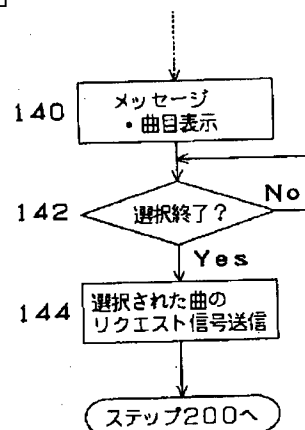 140
メッセージ
・曲目表示
142
選択終了?
No
Yes
144
選択された曲の
リクエスト信号送信
ステップ200へ